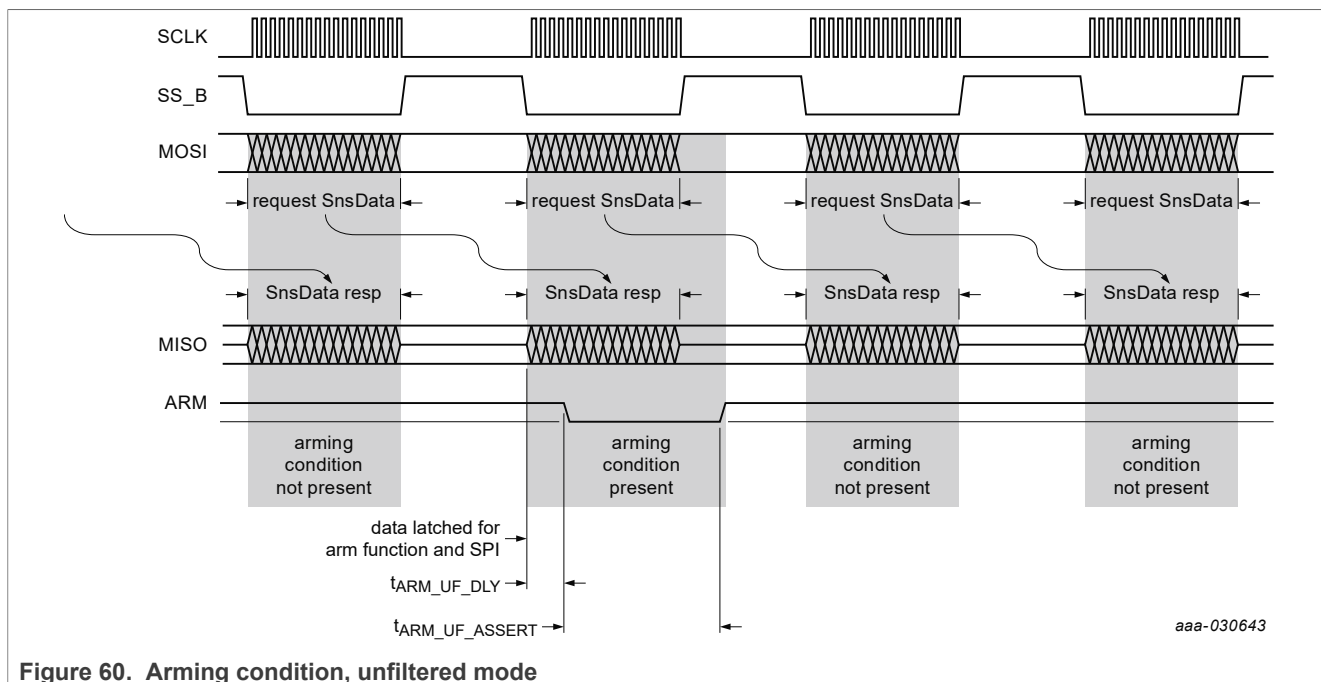 SCLK
SS_B
MOSI
request SnsData
request SnsData
request SnsData
request SnsData
SnsData resp
SnsData resp
SnsData resp
SnsData resp
MISO
ARM
arming
condition
not present
arming
condition
present
arming
condition
not present
arming
condition
not present
data latched for
arm function and SPI
tARM_UF_DLY
tARM_UF_ASSERT
aaa-030643
Figure 60. Arming condition, unfiltered mode